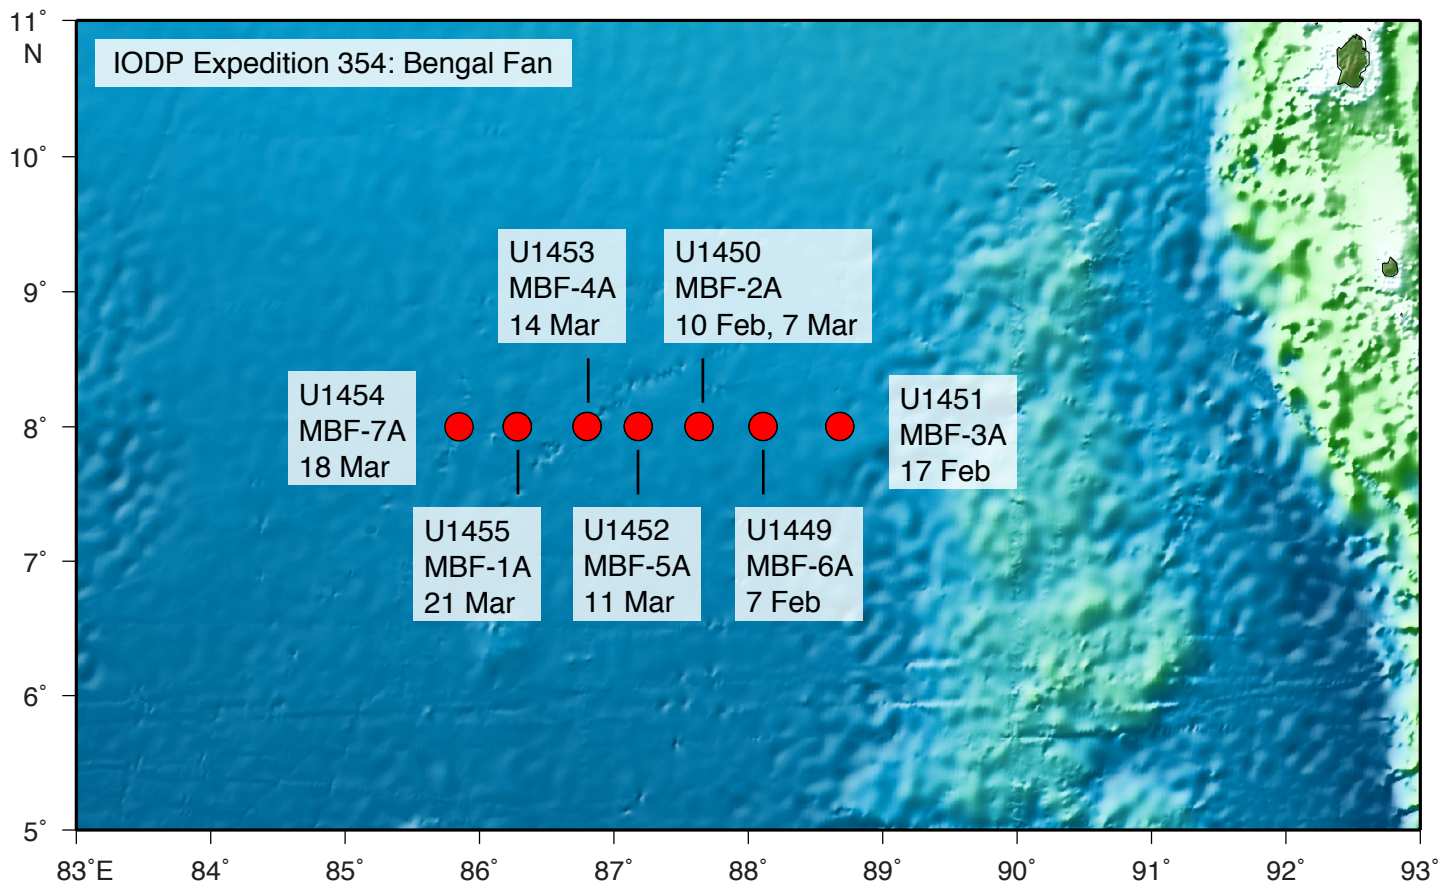 11°
N
IODP Expedition 354: Bengal Fan
10°
9°
8°
7°
6°
5°
U1453
MBF-4A
14 Mar
U1450
MBF-2A
10 Feb, 7 Mar
U1454
MBF-7A
18 Mar
U1451
MBF-3A
17 Feb
U1455
MBF-1A
21 Mar
U1452
MBF-5A
11 Mar
U1449
MBF-6A
7 Feb
83°E 84° 85° 86° 87° 88° 89° 90° 91° 92° 93°